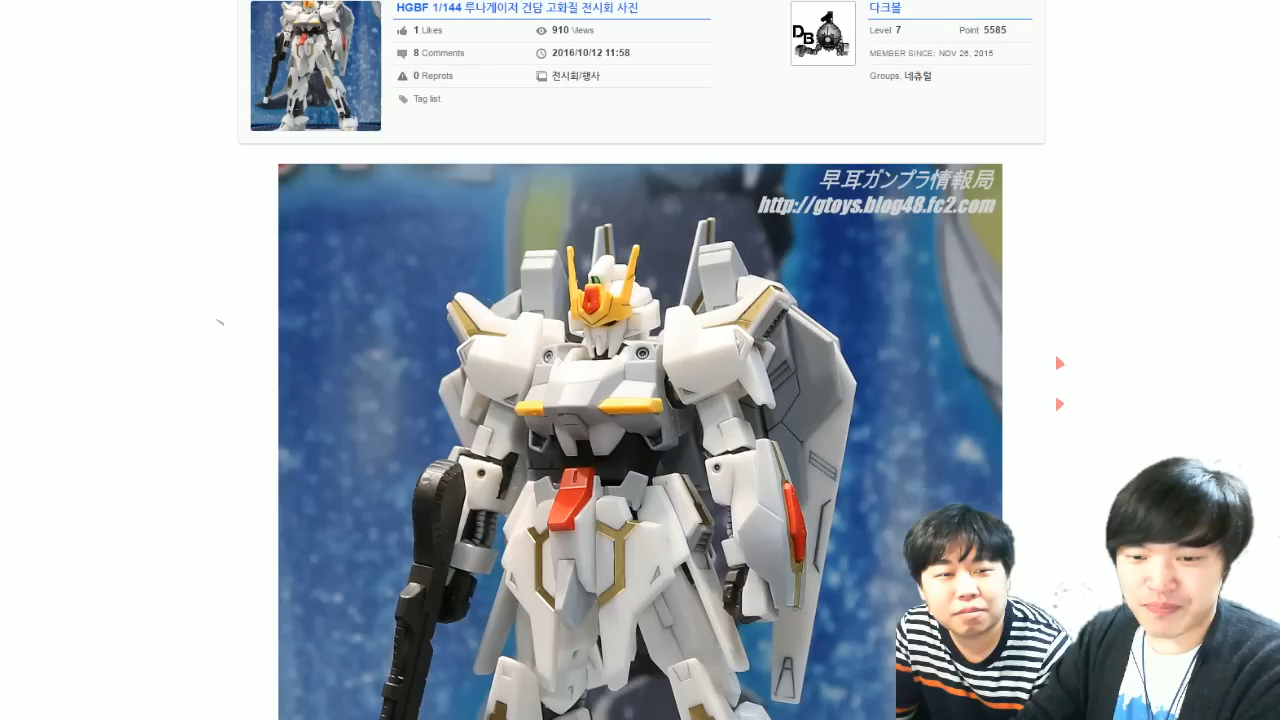 HGBF 1/144 루나게이저 건담 고화질 전시회 사진
1 Likes
910 Views
8 Comments
2016/10/12 11:58
0 Reprots
전시회/행사
Tag list
DB
다크볼
Level 7
Point 5585
MEMBER SINCE: NOV 26, 2015
Groups, 네츄럴
早耳ガンプラ情報局
http://gtoys.blog48.fc2.com